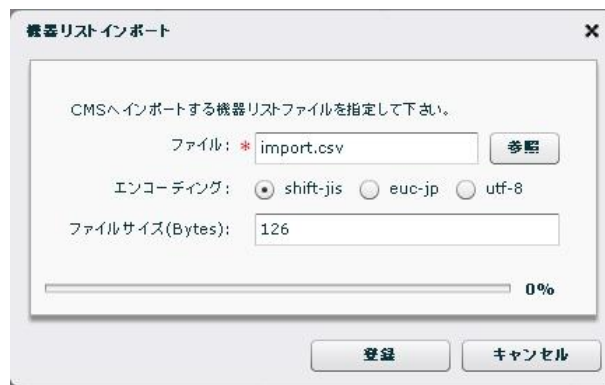 機器リストインポート
CMSへインポートする機器リストファイルを指定して下さい。
ファイル: * import.csv 参照
エンコーディング: shift-jis euc-jp utf-8
ファイルサイズ(Bytes): 126
0%
登録 キャンセル